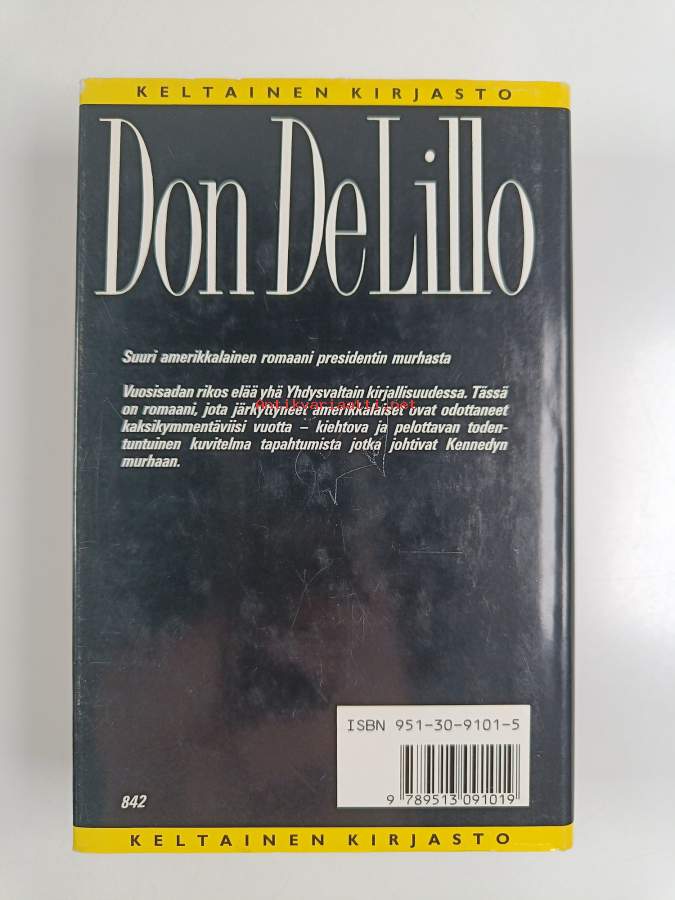 KELTAINEN KIRJASTO
Don DeLillo
Suuri amerikkalainen romaani presidentin murhasta
Vuosisadan rikos elää yhä Yhdysvaltain kirjallisuudessa. Tässä
Antikvariaatti.net
on romaani, jota järkyttyneet amerikkalaiset ovat odottaneet
kaksikymmentäviisi vuotta – kiehtova ja pelottavan toden-
tuntuinen kuvitelma tapahtumista jotka johtivat Kennedyn
murhaan.
ISBN 951-30-9101-5
9 789513 091019
842
KELTAINEN KIRJASTO